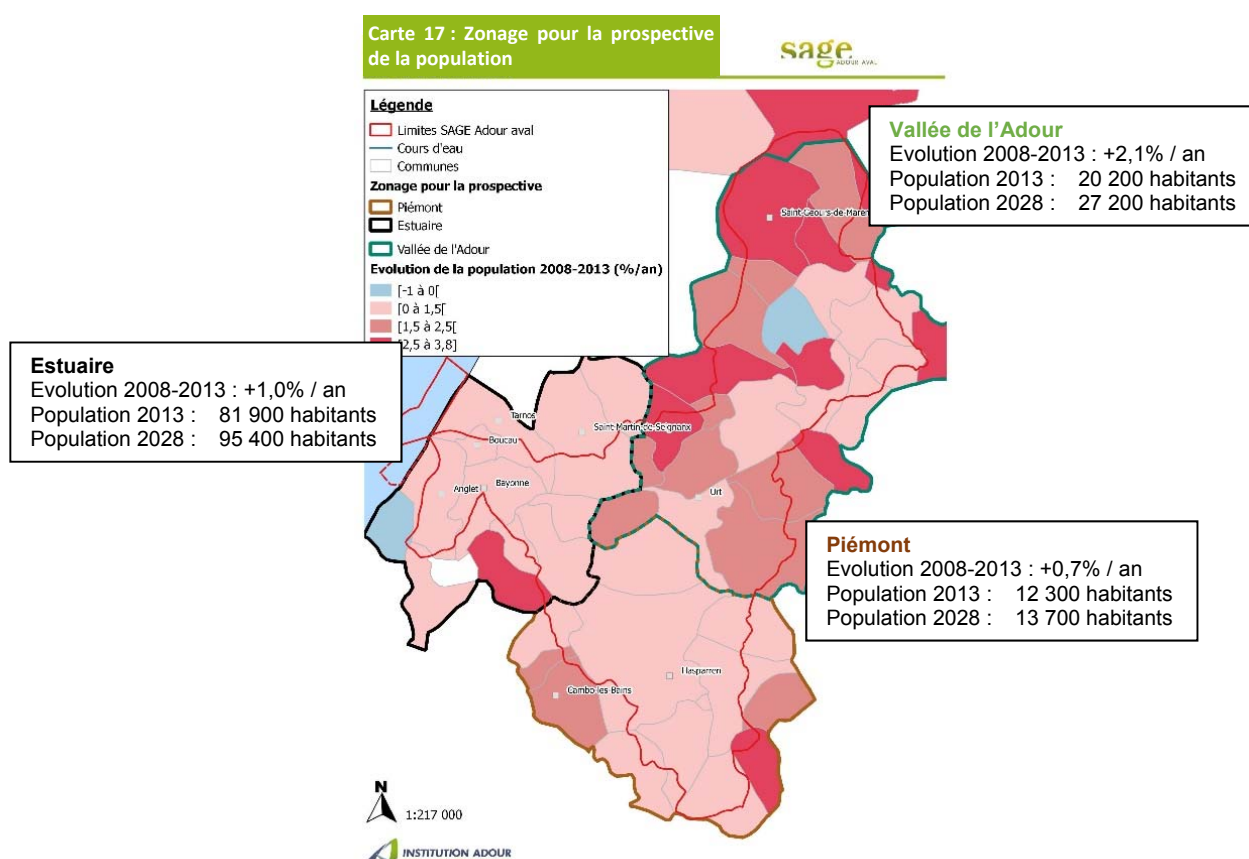 Carte 17 : Zonage pour la prospective
de la population
sage
ADOUR AVAL
Légende
Limites SAGE Adour aval
Cours d'eau
Communes
Zonage pour la prospective
Piémont
Estuaire
Vallée de l'Adour
Evolution de la population 2008-2013 (%/an)
[-1 à 0[
[0 à 1,5[
[1,5 à 2,5[
[2,5 à 3,8]
Vallée de l'Adour
Evolution 2008-2013 : +2,1% / an
Population 2013 : 20 200 habitants
Population 2028 : 27 200 habitants
Saint-Geours-de-Marem
Estuaire
Evolution 2008-2013 : +1,0% / an
Population 2013 : 81 900 habitants
Population 2028 : 95 400 habitants
Tarnos
Saint-Martin-de-Seignanx
Boucau
Anglet
Bayonne
Urt
Piémont
Evolution 2008-2013 : +0,7% / an
Population 2013 : 12 300 habitants
Population 2028 : 13 700 habitants
Hasparren
Cambo-les-Bains
N
1:217 000
INSTITUTION ADOUR